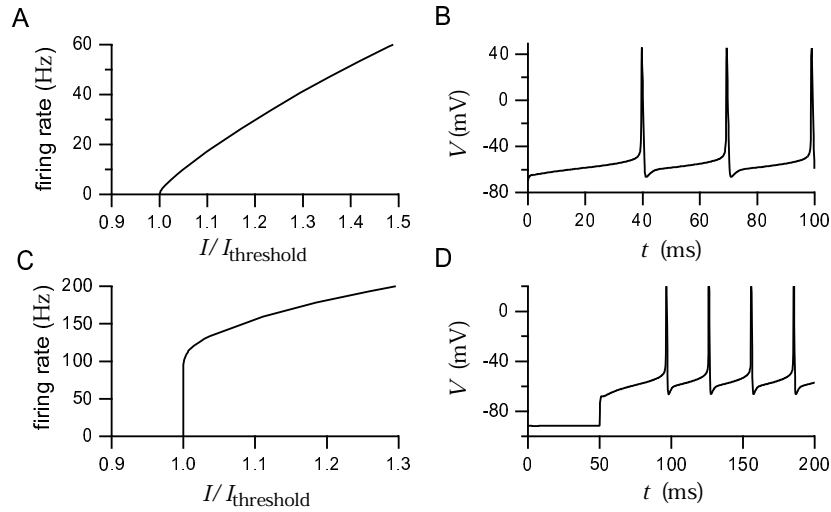 A
firing rate (Hz)
60
40
20
0
0.9 1.0 1.1 1.2 1.3 1.4 1.5
I/Ithreshold
B
V (mV)
40
0
-40
-80
0 20 40 60 80 100
t (ms)
C
firing rate (Hz)
200
150
100
50
0
0.9 1.0 1.1 1.2 1.3
I/Ithreshold
D
V (mV)
0
-40
-80
0 50 100 150 200
t (ms)